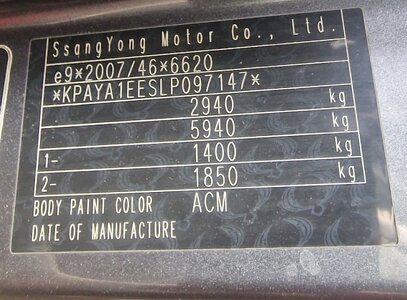 SsangYong Motor Co., Ltd.
e9*2007/46*6620
*KPAYA1EESLP097147*
2940 kg
5940 kg
1- 1400 kg
2- 1850 kg
BODY PAINT COLOR ACM
DATE OF MANUFACTURE